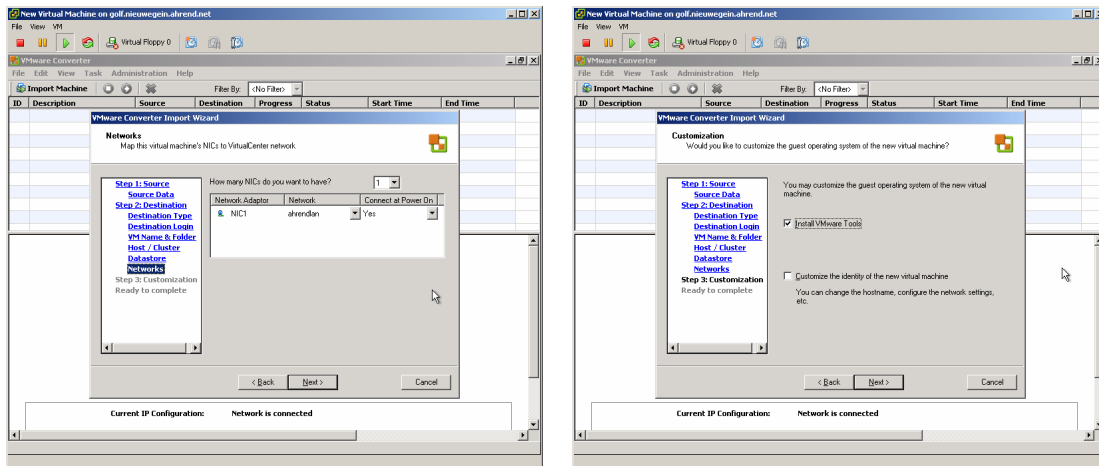 New Virtual Machine on golf.nieuwegein.ahrend.net
File View VM
Virtual Floppy 0
VMware Converter
File Edit View Task Administration Help
Import Machine Filter By: <No Filter>
ID Description Source Destination Progress Status Start Time End Time
VMware Converter Import Wizard
Networks
Map this virtual machine's NICs to VirtualCenter network
Step 1: Source
Source Data
Step 2: Destination
Destination Type
Destination Login
VM Name & Folder
Host / Cluster
Datastore
Networks
Step 3: Customization
Ready to complete
How many NICs do you want to have? 1
Network Adaptor Network Connect at Power On
NIC1 ahrendlan Yes
< Back Next > Cancel
Current IP Configuration: Network is connected
New Virtual Machine on golf.nieuwegein.ahrend.net
File View VM
Virtual Floppy 0
VMware Converter
File Edit View Task Administration Help
Import Machine Filter By: <No Filter>
ID Description Source Destination Progress Status Start Time End Time
VMware Converter Import Wizard
Customization
Would you like to customize the guest operating system of the new virtual machine?
Step 1: Source
Source Data
Step 2: Destination
Destination Type
Destination Login
VM Name & Folder
Host / Cluster
Datastore
Networks
Step 3: Customization
Ready to complete
You may customize the guest operating system of the new virtual
machine.
Install VMware Tools
Customize the identity of the new virtual machine
You can change the hostname, configure the network settings,
etc.
< Back Next > Cancel
Current IP Configuration: Network is connected